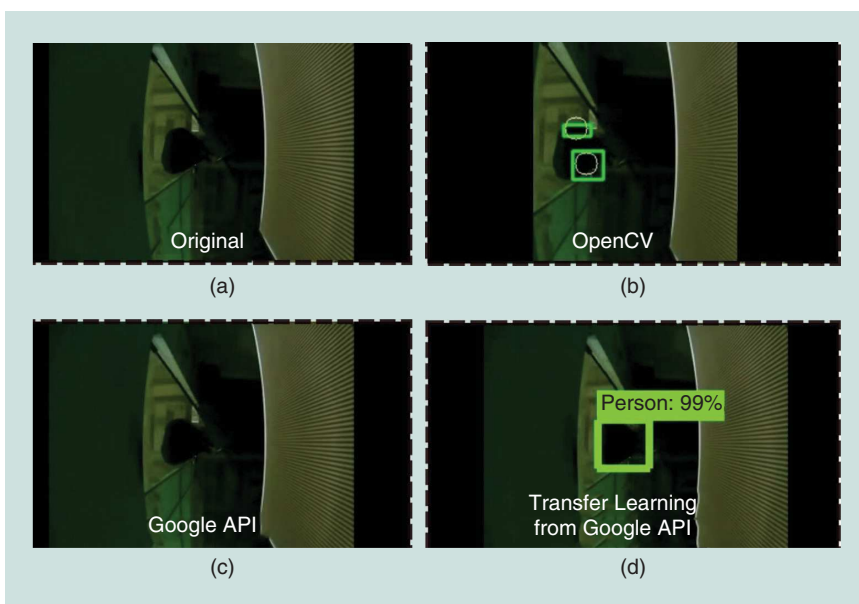 Original
OpenCV
(a)
(b)
Person: 99%
Google API
Transfer Learning
from Google API
(c)
(d)